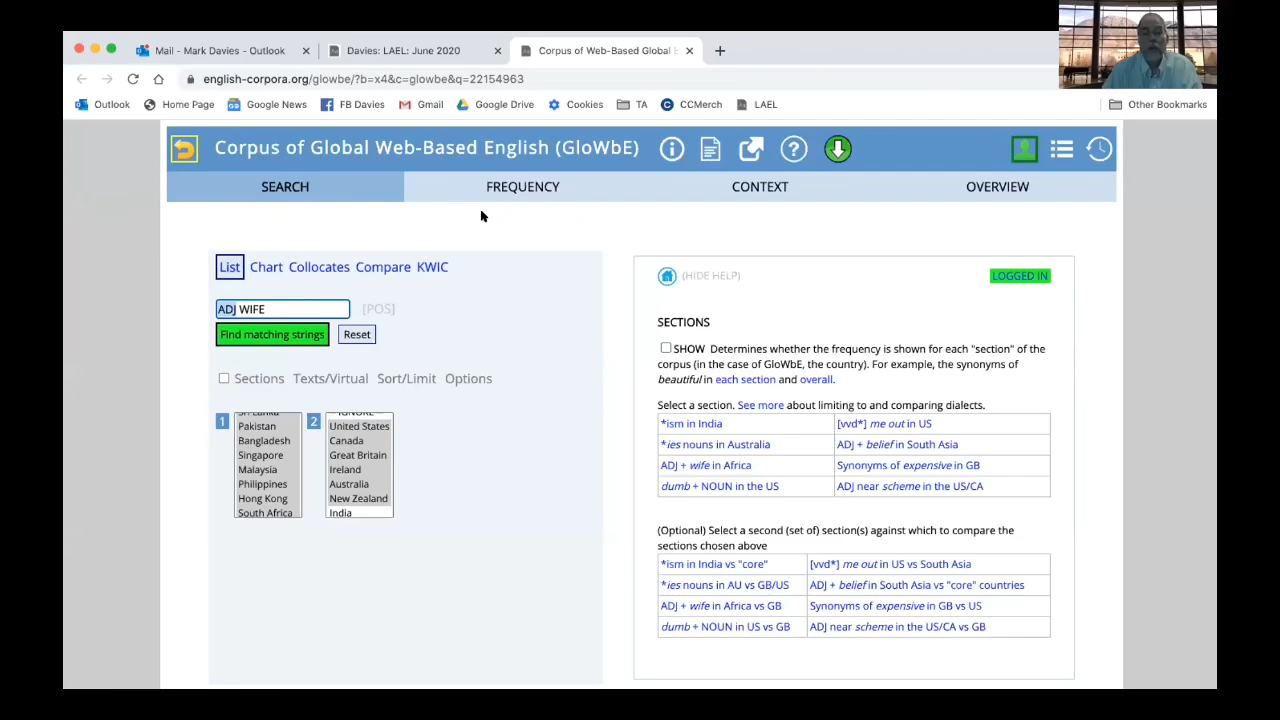 Mail - Mark Davies - Outlook × Davies: LAEL: June 2020 × Corpus of Web-Based Global E × +
english-corpora.org/glowbe/?b=x4&c=glowbe&q=22154963
Outlook Home Page Google News FB Davies Gmail Google Drive Cookies TA CCMerch LAEL Other Bookmarks
Corpus of Global Web-Based English (GloWbE)
SEARCH FREQUENCY CONTEXT OVERVIEW
List Chart Collocates Compare KWIC
ADJ WIFE [POS]
Find matching strings Reset
Sections Texts/Virtual Sort/Limit Options
1 2
Sri Lanka
Pakistan
Bangladesh
Singapore
Malaysia
Philippines
Hong Kong
South Africa
IGNORE
United States
Canada
Great Britain
Ireland
Australia
New Zealand
India
(HIDE HELP) LOGGED IN
SECTIONS
SHOW Determines whether the frequency is shown for each "section" of the
corpus (in the case of GloWbE, the country). For example, the synonyms of
beautiful in each section and overall.
Select a section. See more about limiting to and comparing dialects.
*ism in India [vvd*] me out in US
*ies nouns in Australia ADJ + belief in South Asia
ADJ + wife in Africa Synonyms of expensive in GB
dumb + NOUN in the US ADJ near scheme in the US/CA
(Optional) Select a second (set of) section(s) against which to compare the
sections chosen above
*ism in India vs "core" [vvd*] me out in US vs South Asia
*ies nouns in AU vs GB/US ADJ + belief in South Asia vs "core" countries
ADJ + wife in Africa vs GB Synonyms of expensive in GB vs US
dumb + NOUN in US vs GB ADJ near scheme in the US/CA vs GB